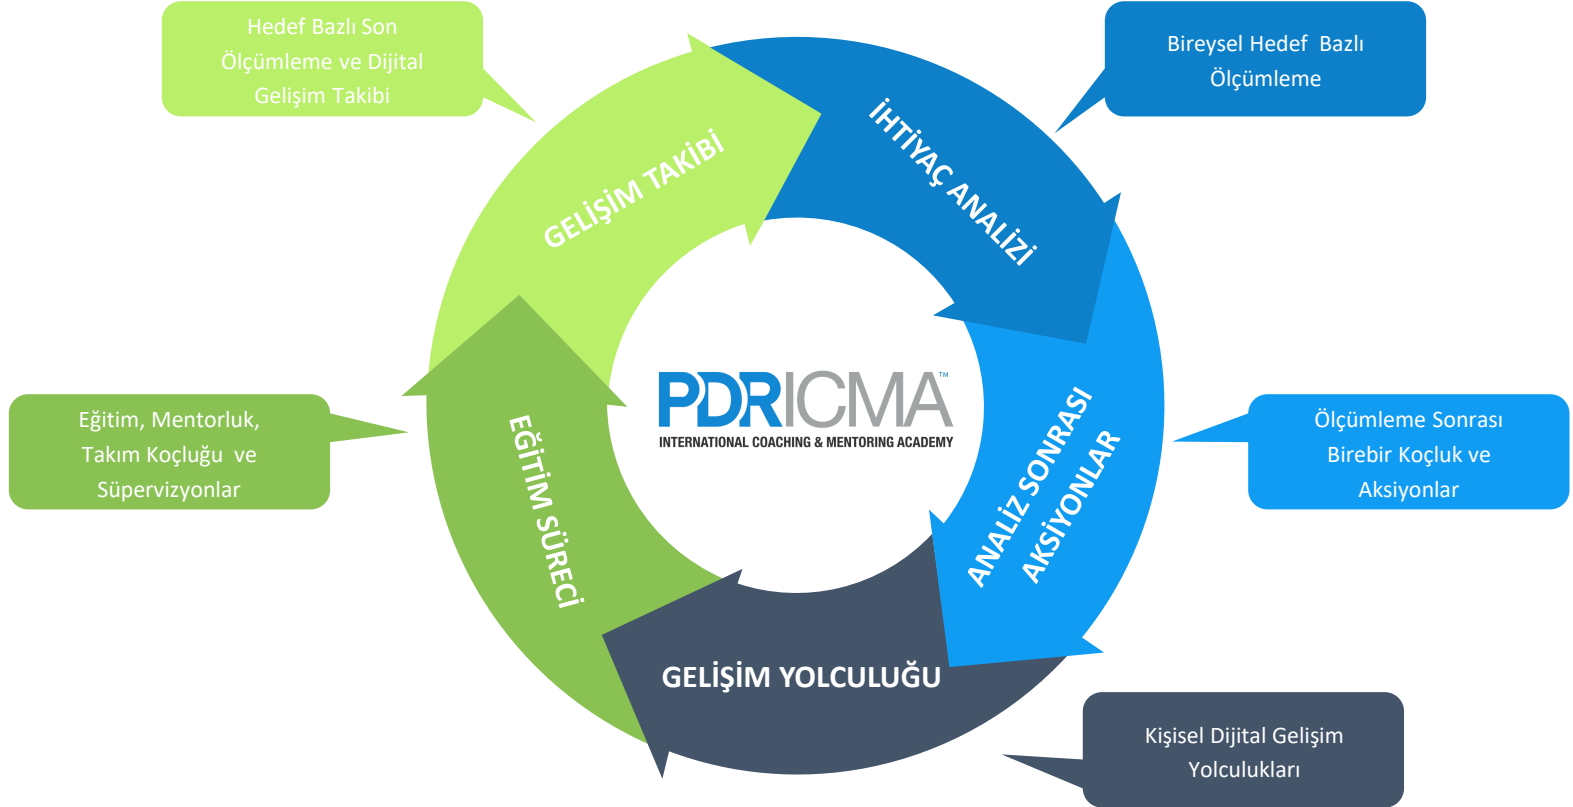 Hedef Bazlı Son
Ölçümleme ve Dijital
Gelişim Takibi
Bireysel Hedef  Bazlı
Ölçümleme
GELİŞİM TAKİBİ
İHTİYAÇ ANALİZİ
PDRICMA™
INTERNATIONAL COACHING & MENTORING ACADEMY
Eğitim, Mentorluk,
Takım Koçluğu  ve
Süpervizyonlar
EĞİTİM SÜRECİ
ANALİZ SONRASI
AKSİYONLAR
Ölçümleme Sonrası
Birebir Koçluk ve
Aksiyonlar
GELİŞİM YOLCULUĞU
Kişisel Dijital Gelişim
Yolculukları